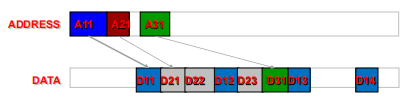 ADDRESS A11 A21 A31
DATA D11 D21 D22 D12 D23 D31 D13 D14